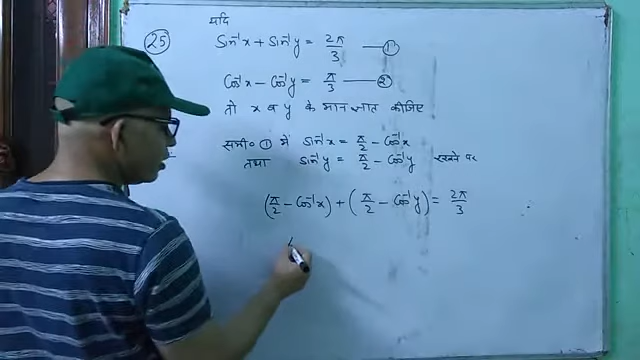 यदि
(25) Sin⁻¹x + Sin⁻¹y = 2π/3 —(1)
Cos⁻¹x − Cos⁻¹y = π/3 —(2)
तो x व y के मान ज्ञात कीजिए
समी० (1) में Sin⁻¹x = π/2 − Cos⁻¹x
तथा Sin⁻¹y = π/2 − Cos⁻¹y रखने पर
(π/2 − Cos⁻¹x) + (π/2 − Cos⁻¹y) = 2π/3